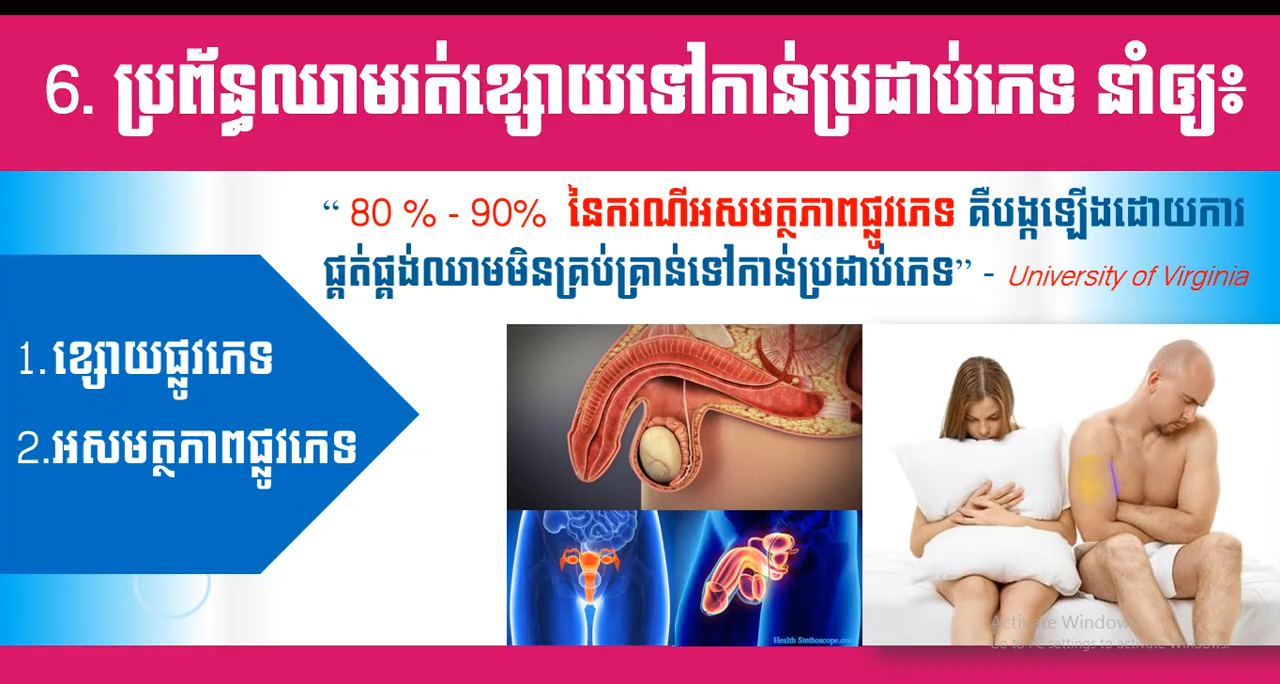 6. ប្រព័ន្ធឈាមរត់ខ្សោយទៅកាន់ប្រដាប់ភេទ នាំឲ្យ៖
“ 80 % - 90% នៃករណីអសមត្ថភាពផ្លូវភេទ គឺបង្កឡើងដោយការ
ផ្គត់ផ្គង់ឈាមមិនគ្រប់គ្រាន់ទៅកាន់ប្រដាប់ភេទ” - University of Virginia
1. ខ្សោយផ្លូវភេទ
2. អសមត្ថភាពផ្លូវភេទ
Health Stethoscope.com
Activate Windows
Go to PC settings to activate Windows.